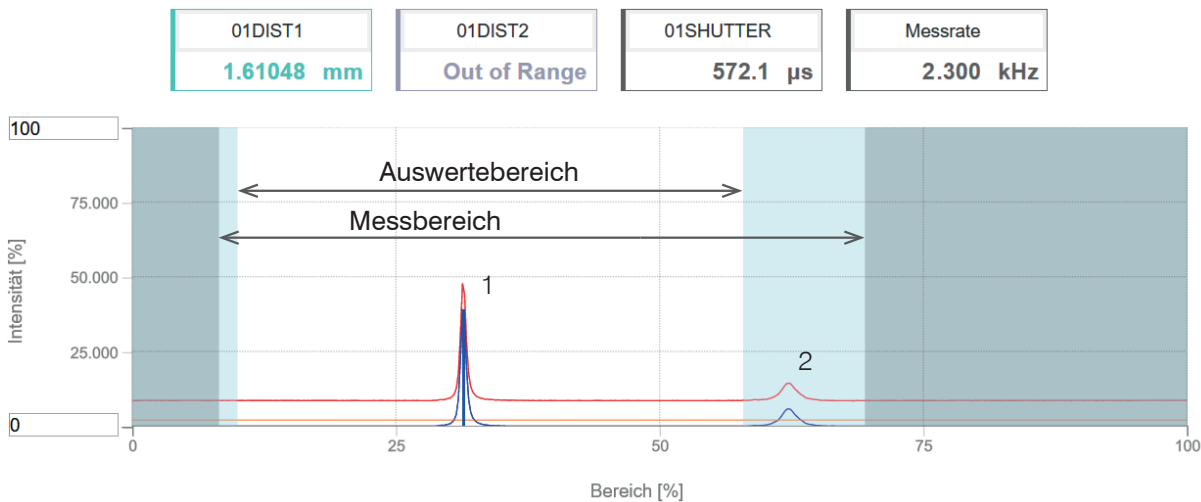 01DIST1 01DIST2 01SHUTTER Messrate
1.61048 mm Out of Range 572.1 µs 2.300 kHz
100
Auswertebereich
75.000
Messbereich
50.000
1
25.000
2
0
0 25 50 75 100
Intensität [%]
Bereich [%]